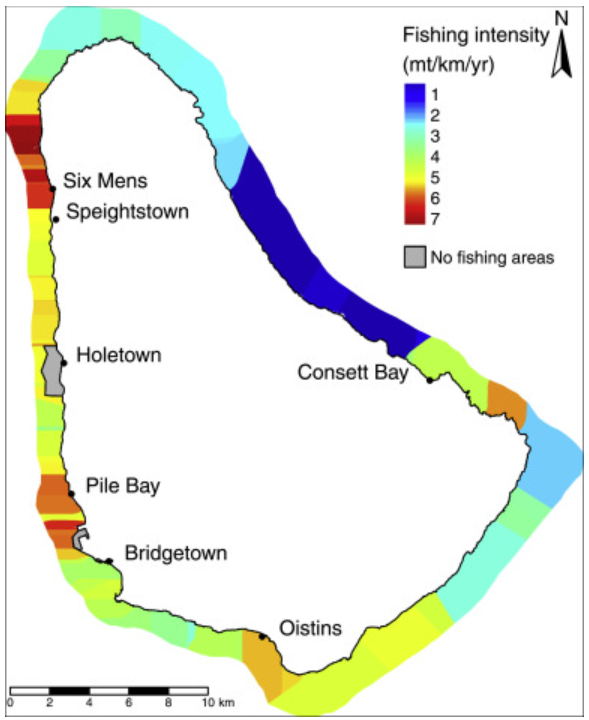 N
Fishing intensity
(mt/km/yr)
1
2
3
4
5
6
7
No fishing areas
Six Mens
Speightstown
Holetown
Consett Bay
Pile Bay
Bridgetown
Oistins
0 2 4 6 8 10 km